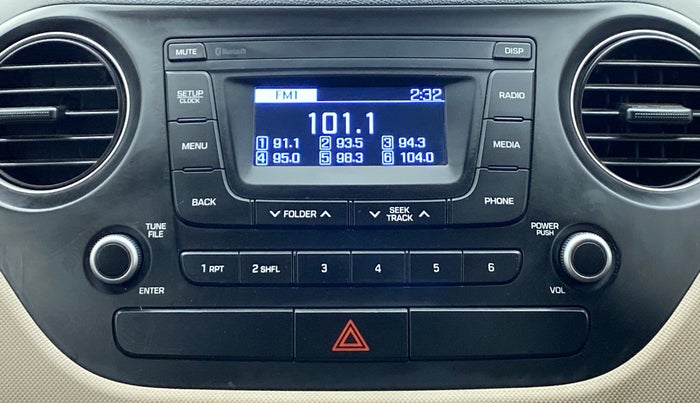 MUTE Bluetooth DISP
SETUP
CLOCK
FM1 2:32
RADIO
101.1
MENU
1 91.1 2 93.5 3 94.3
4 95.0 5 98.3 6 104.0
MEDIA
BACK
FOLDER
SEEK
TRACK
PHONE
TUNE
FILE
POWER
PUSH
1 RPT 2 SHFL 3 4 5 6
ENTER
VOL